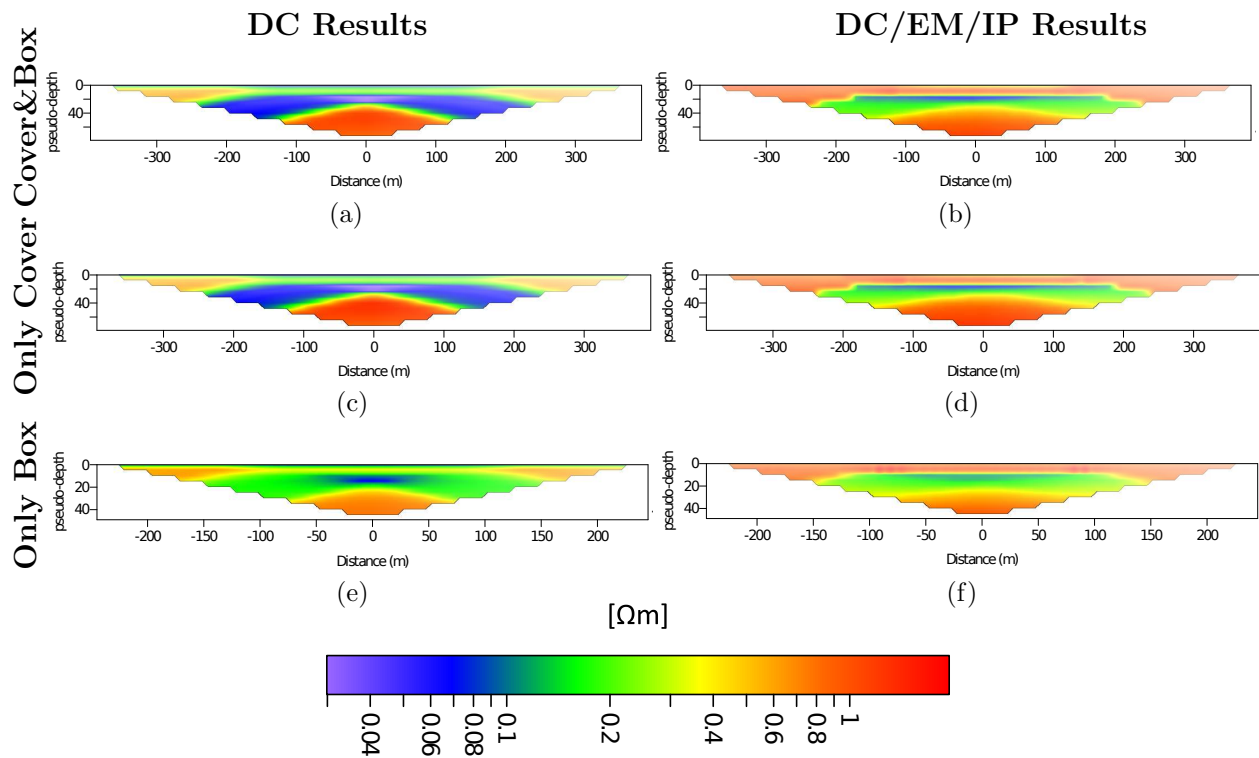 DC Results
DC/EM/IP Results
Only Cover Cover&Box
pseudo-depth
0
40
-300 -200 -100 0 100 200 300
Distance (m)
(a)
pseudo-depth
0
40
-300 -200 -100 0 100 200 300
Distance (m)
(b)
pseudo-depth
0
40
-300 -200 -100 0 100 200 300
Distance (m)
(c)
pseudo-depth
0
40
-300 -200 -100 0 100 200 300
Distance (m)
(d)
Only Box
pseudo-depth
0
20
40
-200 -150 -100 -50 0 50 100 150 200
Distance (m)
(e)
pseudo-depth
0
20
40
-200 -150 -100 -50 0 50 100 150 200
Distance (m)
(f)
[Ωm]
0.04 0.06 0.08 0.1 0.2 0.4 0.6 0.8 1